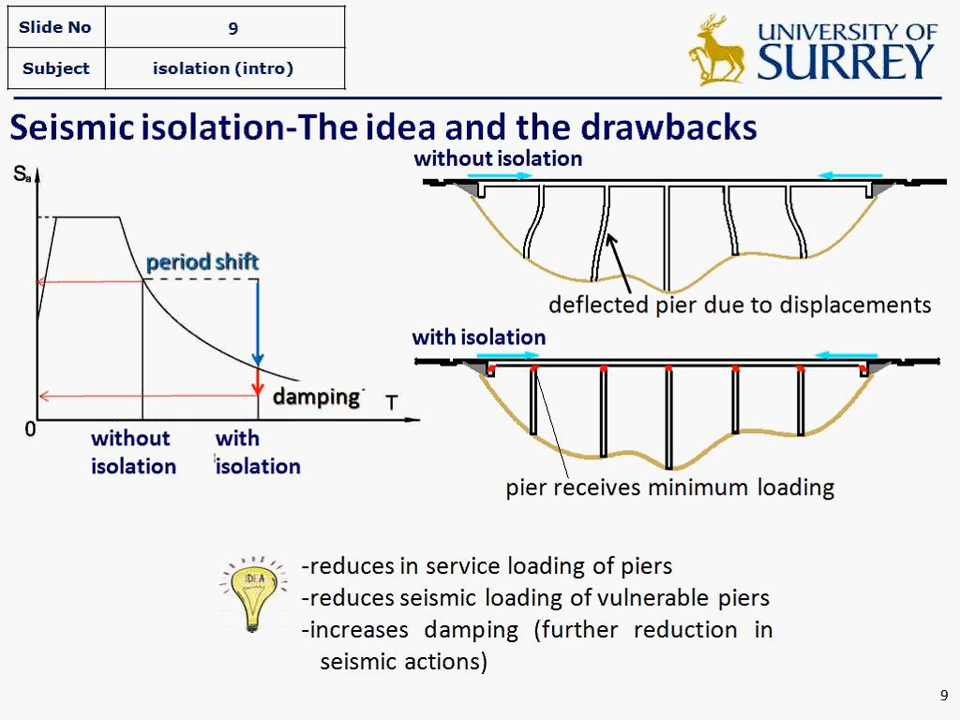 Slide No 9
Subject isolation (intro)
UNIVERSITY OF
SURREY
Seismic isolation-The idea and the drawbacks
without isolation
Sa
period shift
deflected pier due to displacements
with isolation
damping
T
0
without
isolation
with
isolation
pier receives minimum loading
IDEA
-reduces in service loading of piers
-reduces seismic loading of vulnerable piers
-increases damping (further reduction in
seismic actions)
9